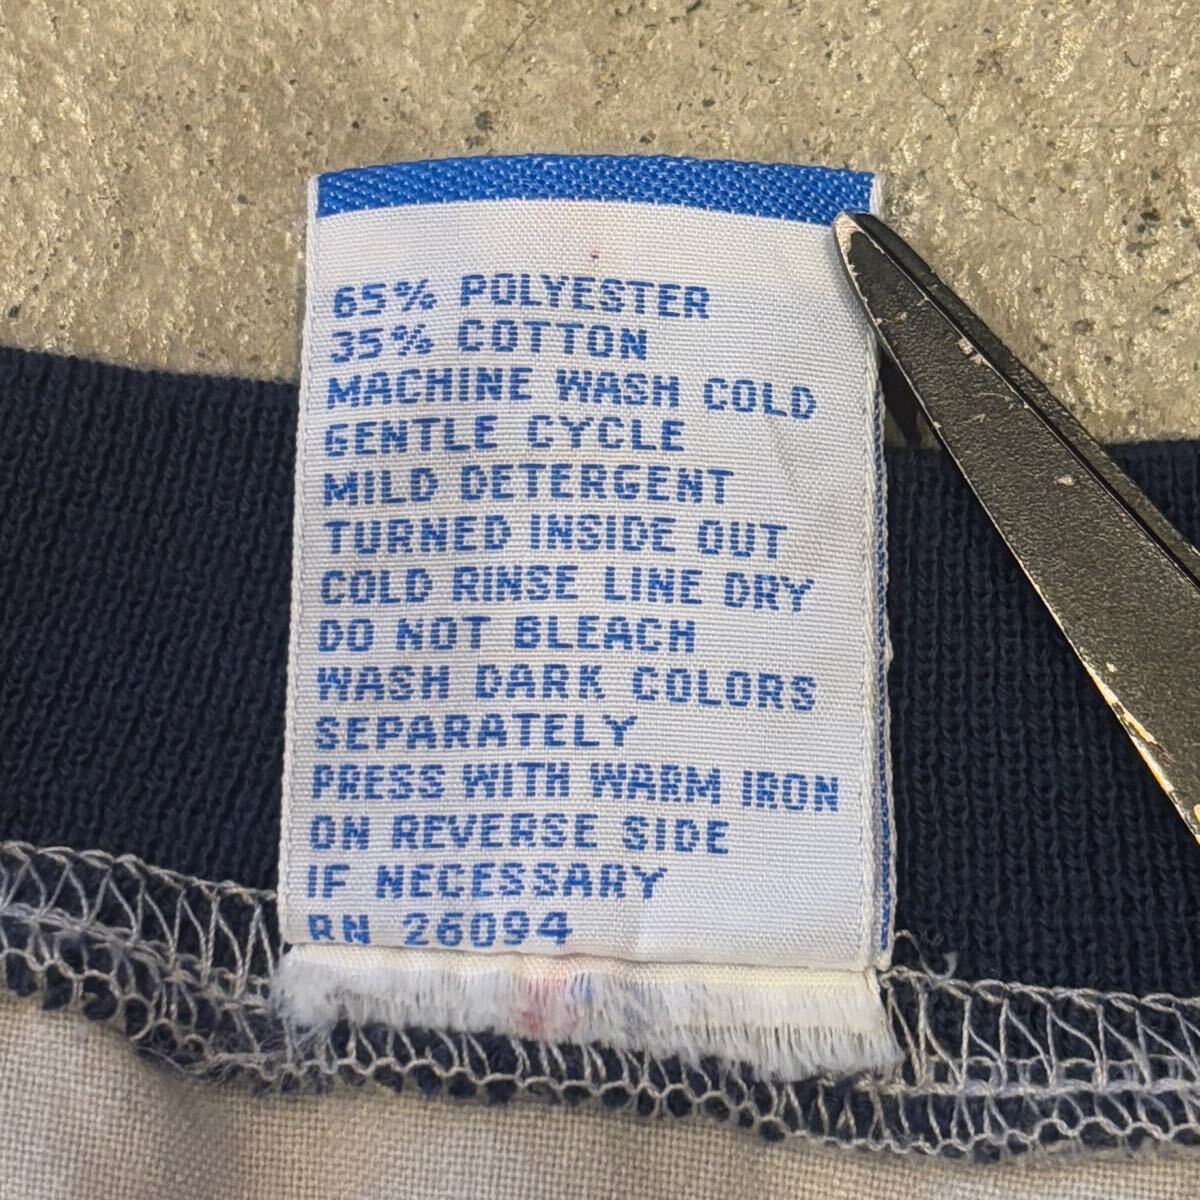 65% POLYESTER
35% COTTON
MACHINE WASH COLD
GENTLE CYCLE
MILD DETERGENT
TURNED INSIDE OUT
COLD RINSE LINE DRY
DO NOT BLEACH
WASH DARK COLORS
SEPARATELY
PRESS WITH WARM IRON
ON REVERSE SIDE
IF NECESSARY
RN 26094